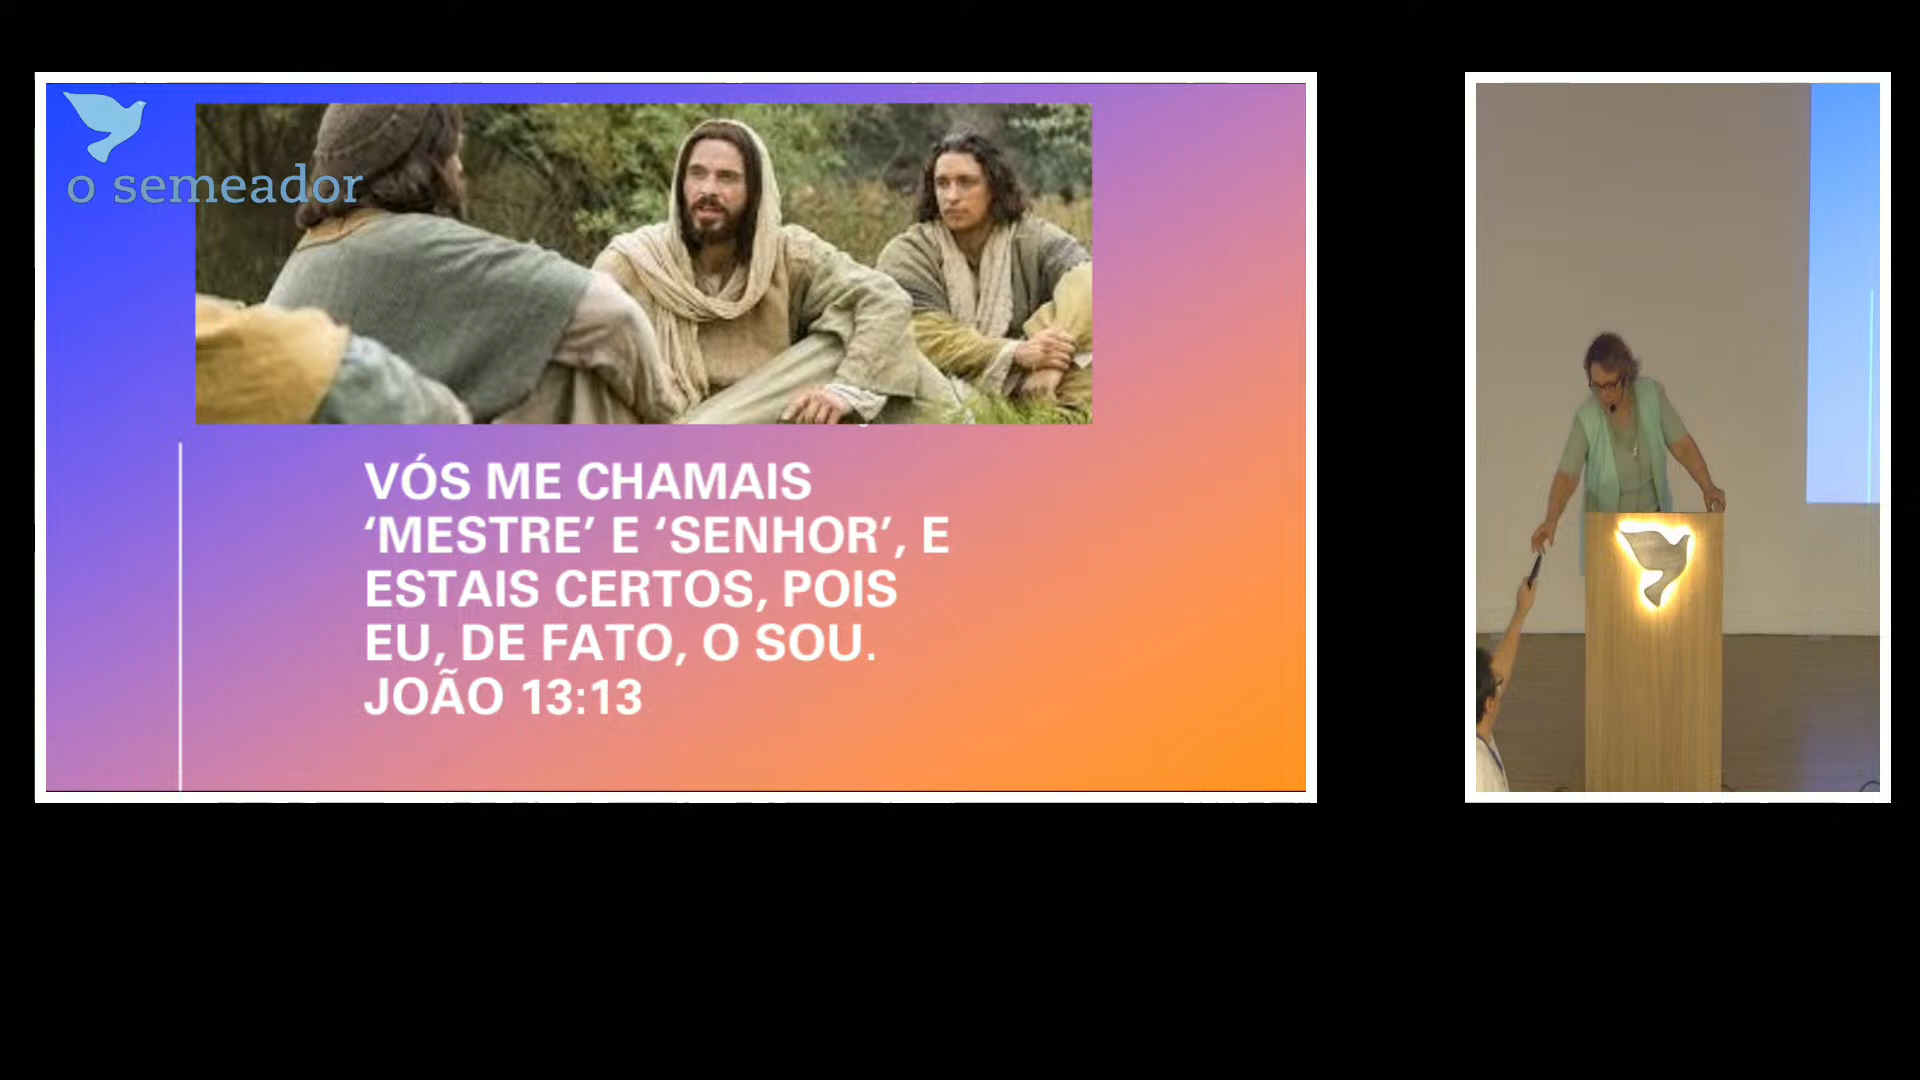 o semeador
VÓS ME CHAMAIS
‘MESTRE’ E ‘SENHOR’, E
ESTAIS CERTOS, POIS
EU, DE FATO, O SOU.
JOÃO 13:13